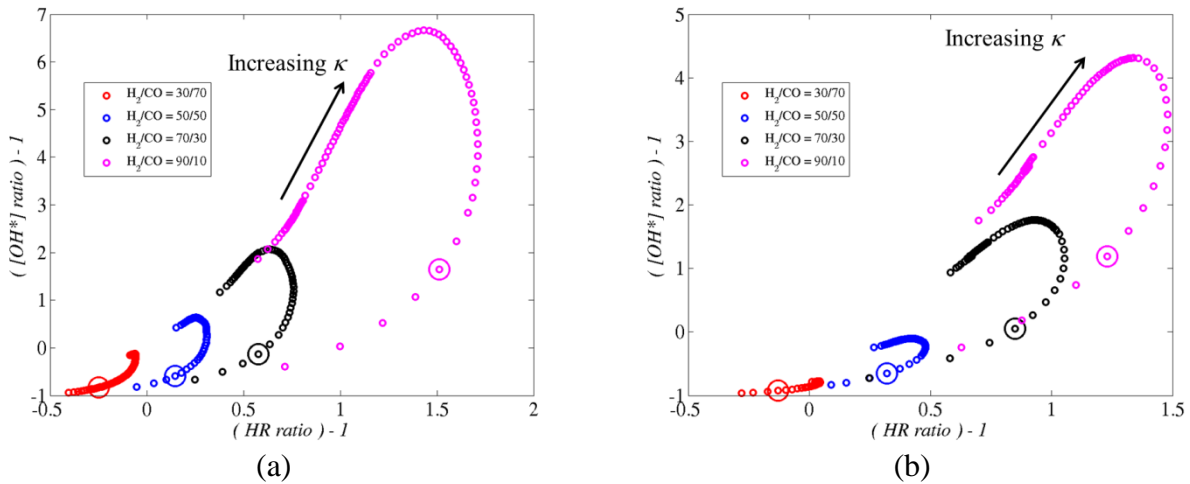 7
6
5
4
3
2
1
0
-1
-0.5 0 0.5 1 1.5 2
( [OH*] ratio ) - 1
( HR ratio ) - 1
Increasing κ
H2/CO = 30/70
H2/CO = 50/50
H2/CO = 70/30
H2/CO = 90/10
(a)
5
4
3
2
1
0
-1
-0.5 0 0.5 1 1.5
( [OH*] ratio ) - 1
( HR ratio ) - 1
Increasing κ
H2/CO = 30/70
H2/CO = 50/50
H2/CO = 70/30
H2/CO = 90/10
(b)